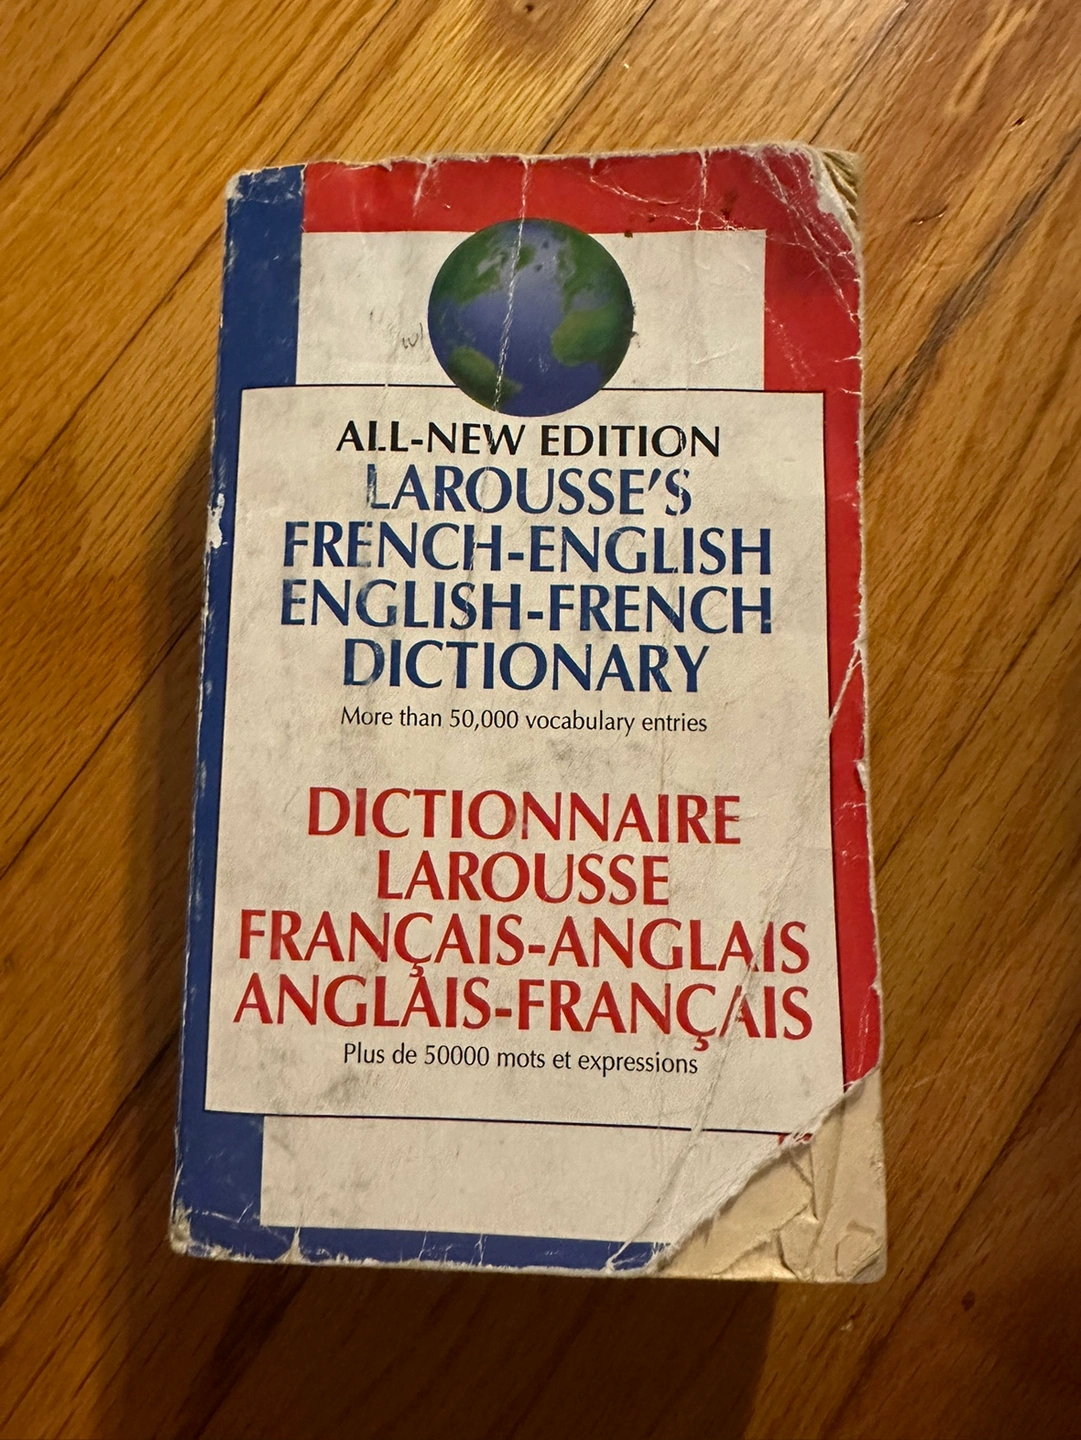 ALL-NEW EDITION
LAROUSSE'S
FRENCH-ENGLISH
ENGLISH-FRENCH
DICTIONARY
More than 50,000 vocabulary entries
DICTIONNAIRE
LAROUSSE
FRANÇAIS-ANGLAIS
ANGLAIS-FRANÇAIS
Plus de 50000 mots et expressions